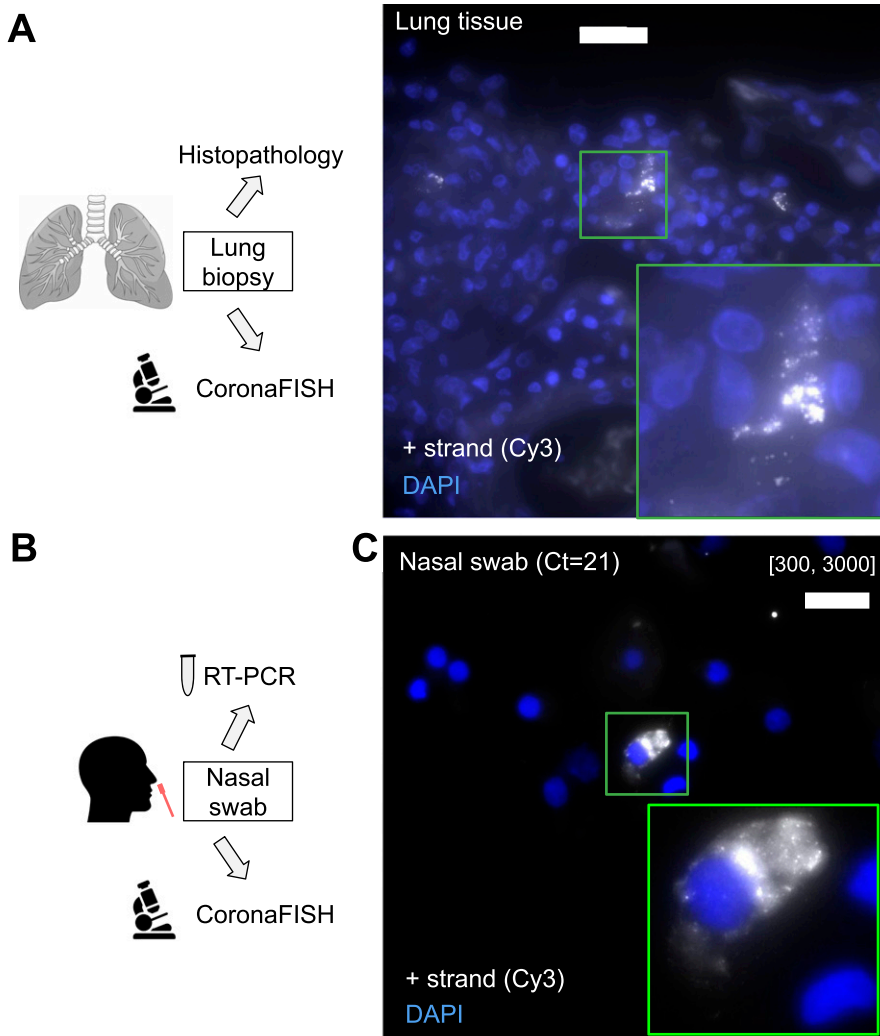 A
Lung tissue
Histopathology
Lung
biopsy
CoronaFISH
+ strand (Cy3)
DAPI
B
C
Nasal swab (Ct=21)
[300, 3000]
RT-PCR
Nasal
swab
CoronaFISH
+ strand (Cy3)
DAPI